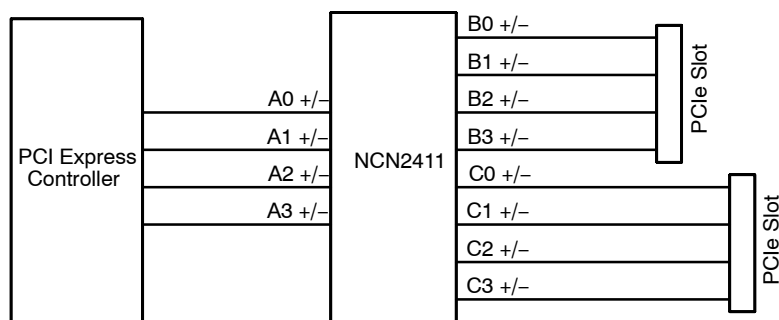 PCI Express
Controller
A0 +/−
A1 +/−
A2 +/−
A3 +/−
NCN2411
B0 +/−
B1 +/−
B2 +/−
B3 +/−
C0 +/−
C1 +/−
C2 +/−
C3 +/−
PCIe Slot
PCIe Slot